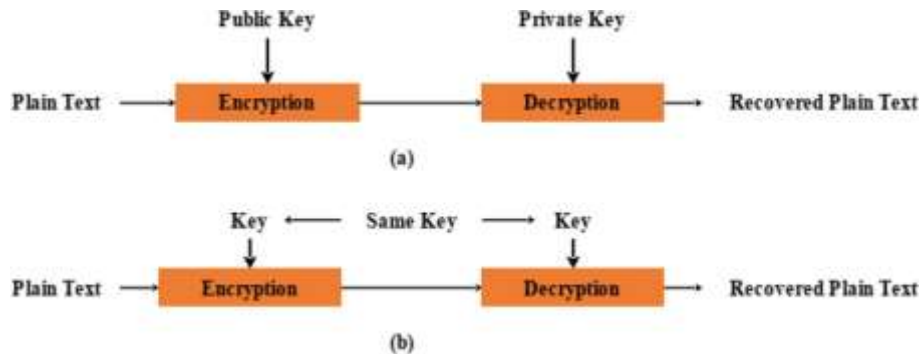 Public Key Private Key
Plain Text Encryption Decryption Recovered Plain Text
(a)
Key Same Key Key
Plain Text Encryption Decryption Recovered Plain Text
(b)